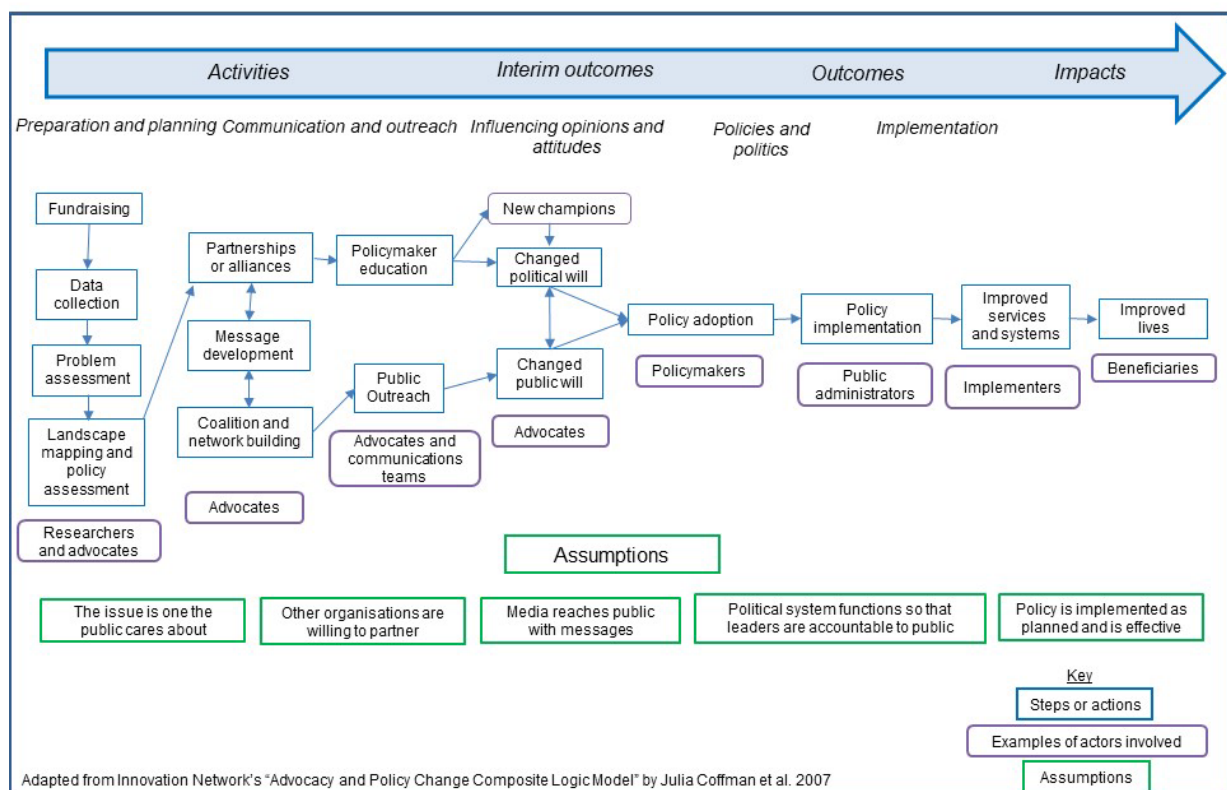 Activities
Interim outcomes
Outcomes
Impacts
Preparation and planning
Communication and outreach
Influencing opinions and
attitudes
Policies and
politics
Implementation
Fundraising
Data
collection
Problem
assessment
Landscape
mapping and
policy
assessment
Researchers
and advocates
Partnerships
or alliances
Message
development
Coalition and
network building
Advocates
Policymaker
education
Public
Outreach
Advocates and
communications
teams
New champions
Changed
political will
Changed
public will
Advocates
Policy adoption
Policymakers
Policy
implementation
Public
administrators
Improved
services
and systems
Implementers
Improved
lives
Beneficiaries
Assumptions
The issue is one the
public cares about
Other organisations are
willing to partner
Media reaches public
with messages
Political system functions so that
leaders are accountable to public
Policy is implemented as
planned and is effective
Key
Steps or actions
Examples of actors involved
Assumptions
Adapted from Innovation Network's “Advocacy and Policy Change Composite Logic Model” by Julia Coffman et al. 2007